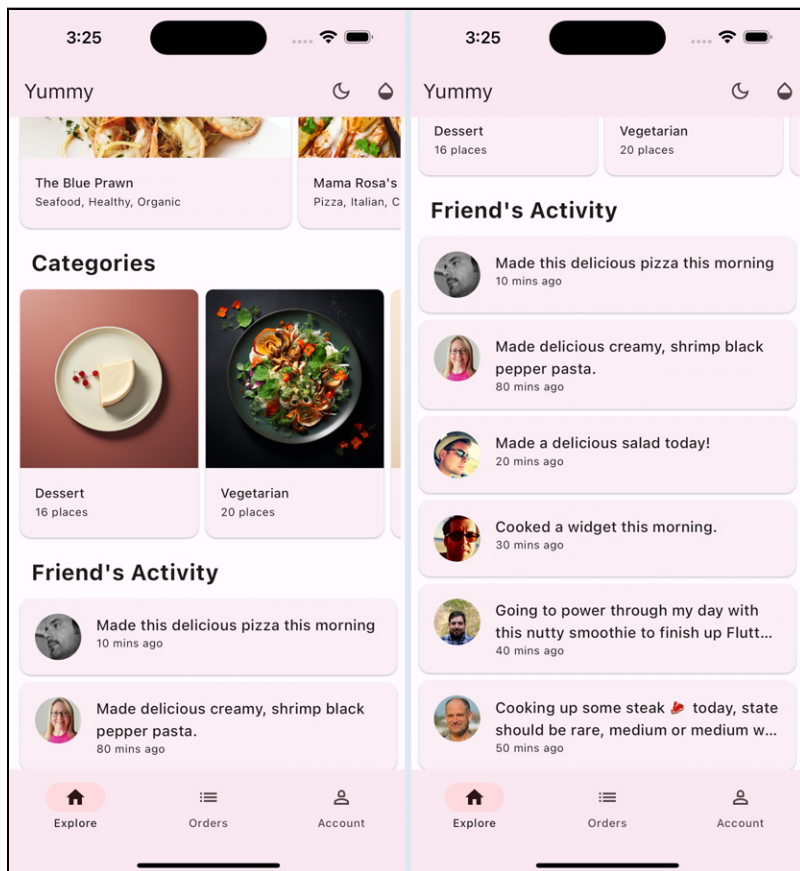 3:25
Yummy
The Blue Prawn
Seafood, Healthy, Organic
Mama Rosa's
Pizza, Italian, C
Categories
Dessert
16 places
Vegetarian
20 places
Friend's Activity
Made this delicious pizza this morning
10 mins ago
Made delicious creamy, shrimp black
pepper pasta.
80 mins ago
Explore
Orders
Account
3:25
Yummy
Dessert
16 places
Vegetarian
20 places
Friend's Activity
Made this delicious pizza this morning
10 mins ago
Made delicious creamy, shrimp black
pepper pasta.
80 mins ago
Made a delicious salad today!
20 mins ago
Cooked a widget this morning.
30 mins ago
Going to power through my day with
this nutty smoothie to finish up Flutt...
40 mins ago
Cooking up some steak 🥩 today, state
should be rare, medium or medium w...
50 mins ago
Explore
Orders
Account